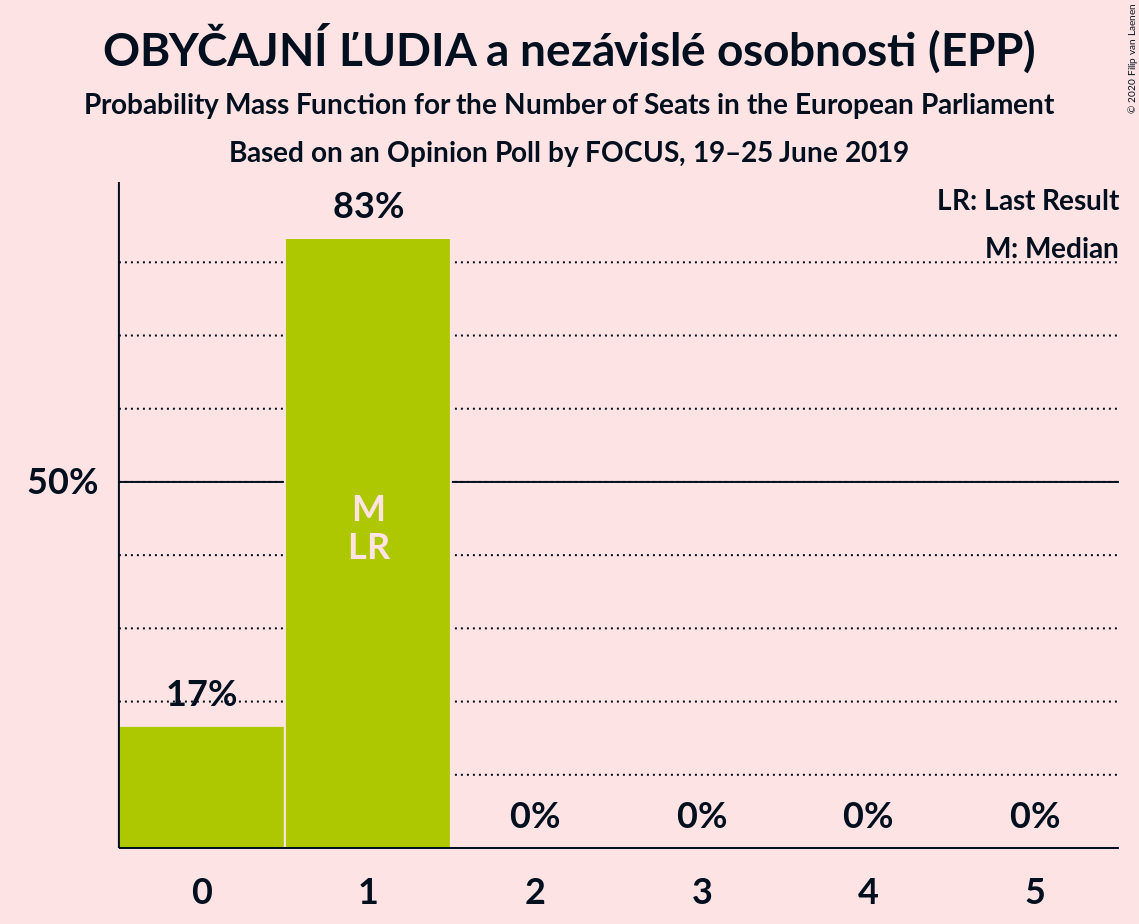 OBYČAJNÍ ĽUDIA a nezávislé osobnosti (EPP)
Probability Mass Function for the Number of Seats in the European Parliament
Based on an Opinion Poll by FOCUS, 19–25 June 2019
© 2020 Filip van Laenen
LR: Last Result
M: Median
83%
50%
M
LR
17%
0% 0% 0% 0%
0 1 2 3 4 5